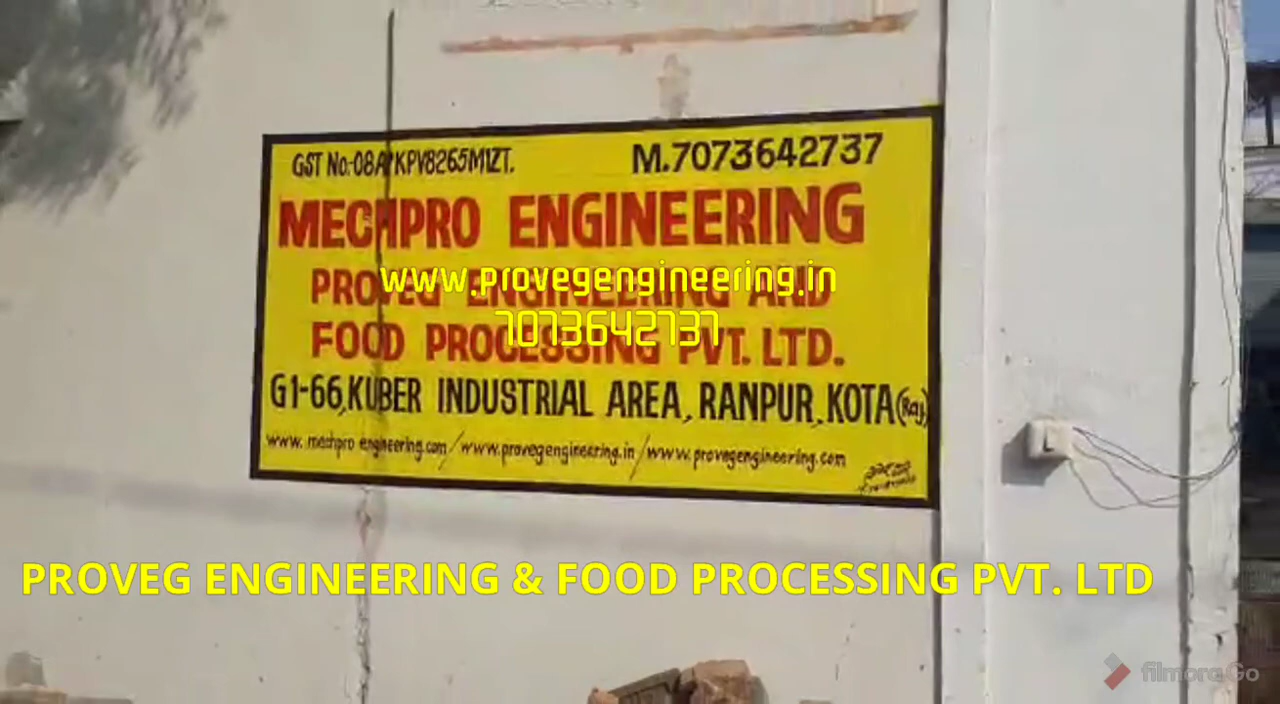 GST No:-08AIKPV8265M1ZT. M.7073642737
MECHPRO ENGINEERING
www.provegengineering.in
PROVEG ENGINEERING AND
7073642737
FOOD PROCESSING PVT. LTD.
G1-66,KUBER INDUSTRIAL AREA, RANPUR, KOTA (Raj)
www. mechpro engineering.com/www.provegengineering.in/www.provegengineering.com
PROVEG ENGINEERING & FOOD PROCESSING PVT. LTD
filmora Go